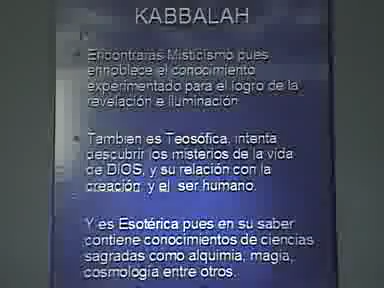 KABBALAH
Encontraras Misticismo pues
ennoblece el conocimiento
experimentado para el logro de la
revelación e iluminación
Tambien es Teosófica, intenta
descubrir los misterios de la vida
de DIOS, y su relación con la
creación y el ser humano.
Y es Esotérica pues en su saber
contiene conocimientos de ciencias
sagradas como alquimia, magia,
cosmología entre otros.